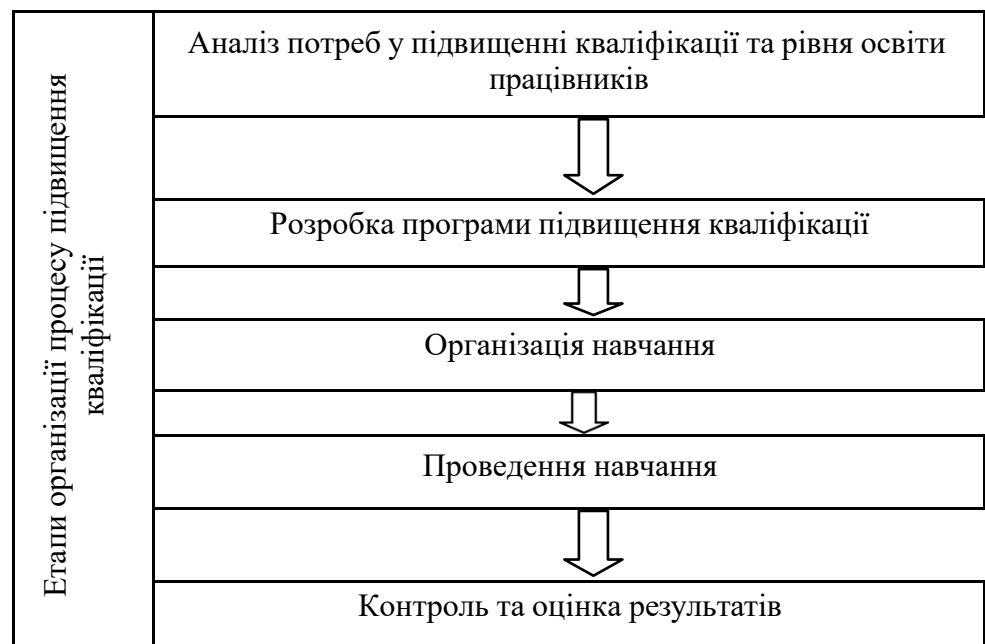 Етапи організації процесу підвищення
кваліфікації
Аналіз потреб у підвищенні кваліфікації та рівня освіти
працівників
Розробка програми підвищення кваліфікації
Організація навчання
Проведення навчання
Контроль та оцінка результатів